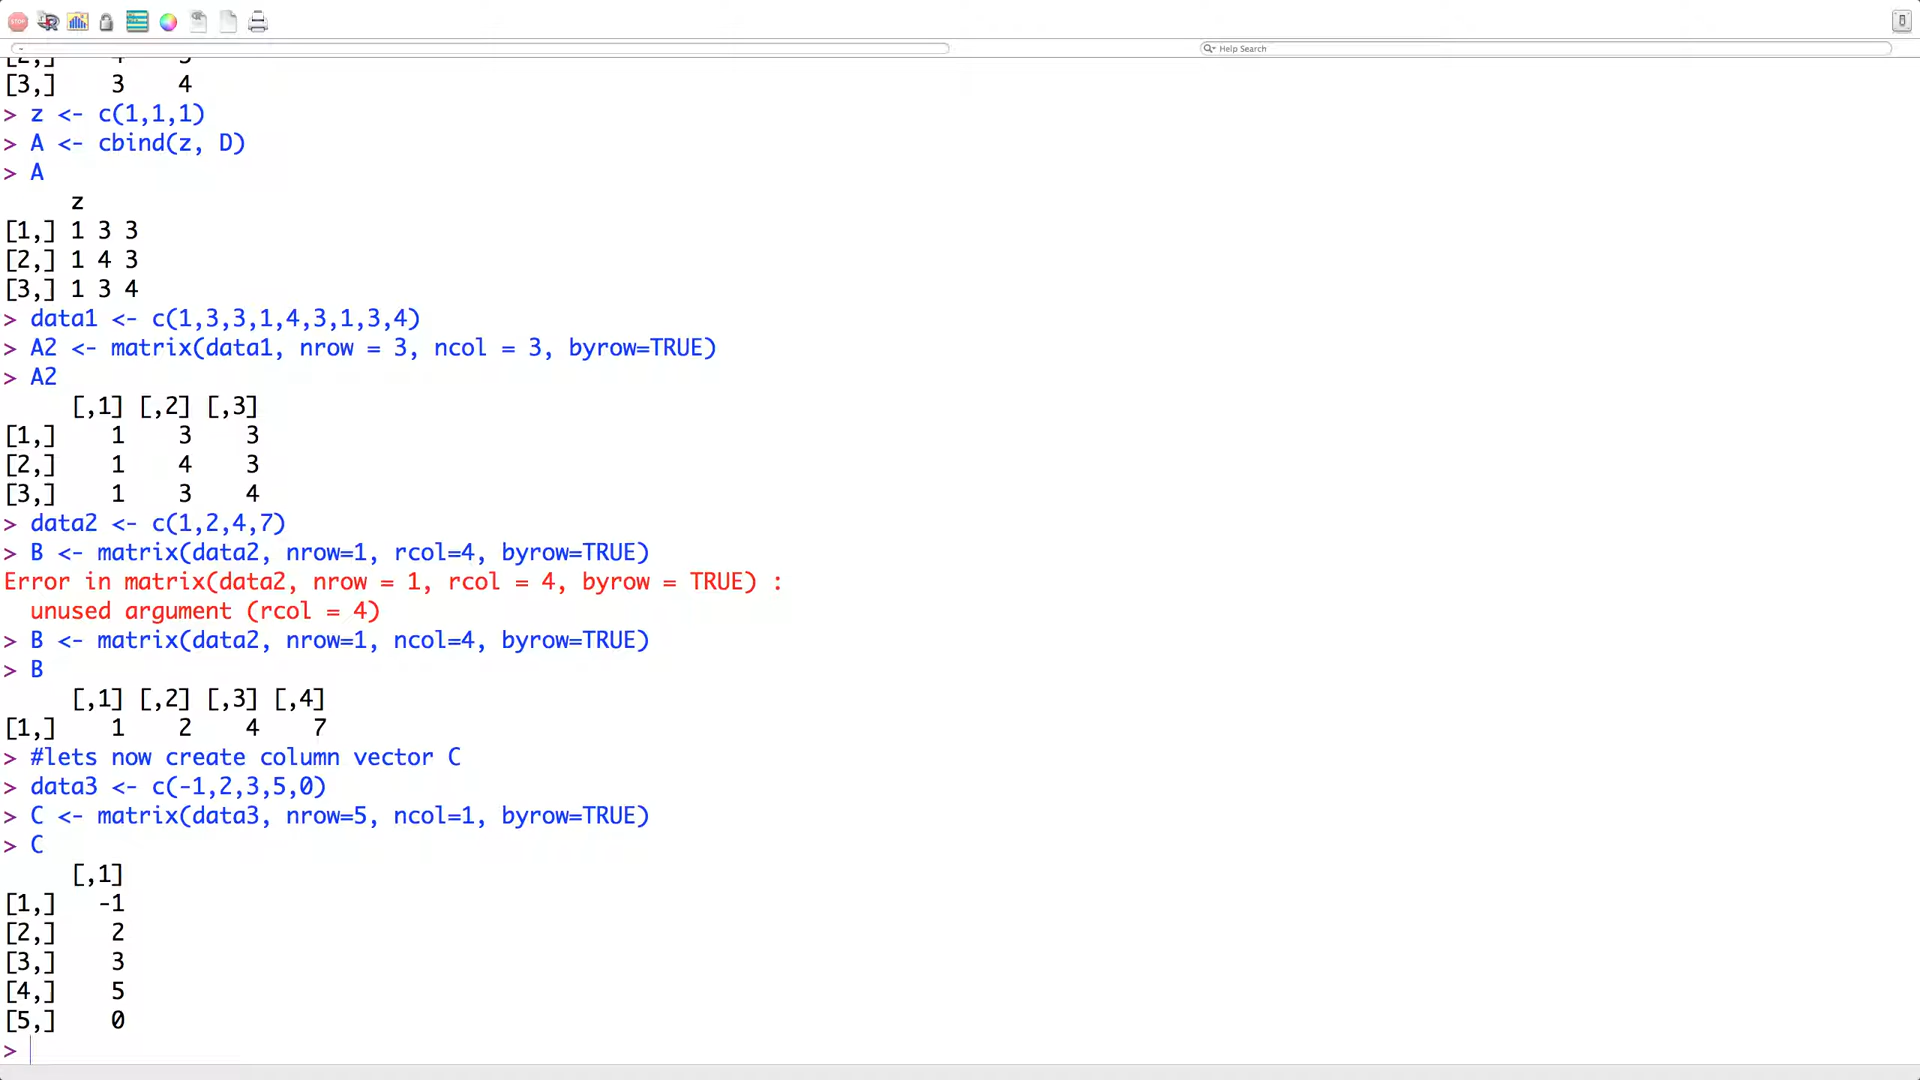 STOP
Help Search
[2,] 4 3
[3,] 3 4
> z <- c(1,1,1)
> A <- cbind(z, D)
> A
z
[1,] 1 3 3
[2,] 1 4 3
[3,] 1 3 4
> data1 <- c(1,3,3,1,4,3,1,3,4)
> A2 <- matrix(data1, nrow = 3, ncol = 3, byrow=TRUE)
> A2
[,1] [,2] [,3]
[1,] 1 3 3
[2,] 1 4 3
[3,] 1 3 4
> data2 <- c(1,2,4,7)
> B <- matrix(data2, nrow=1, rcol=4, byrow=TRUE)
Error in matrix(data2, nrow = 1, rcol = 4, byrow = TRUE) :
unused argument (rcol = 4)
> B <- matrix(data2, nrow=1, ncol=4, byrow=TRUE)
> B
[,1] [,2] [,3] [,4]
[1,] 1 2 4 7
> #lets now create column vector C
> data3 <- c(-1,2,3,5,0)
> C <- matrix(data3, nrow=5, ncol=1, byrow=TRUE)
> C
[,1]
[1,] -1
[2,] 2
[3,] 3
[4,] 5
[5,] 0
>